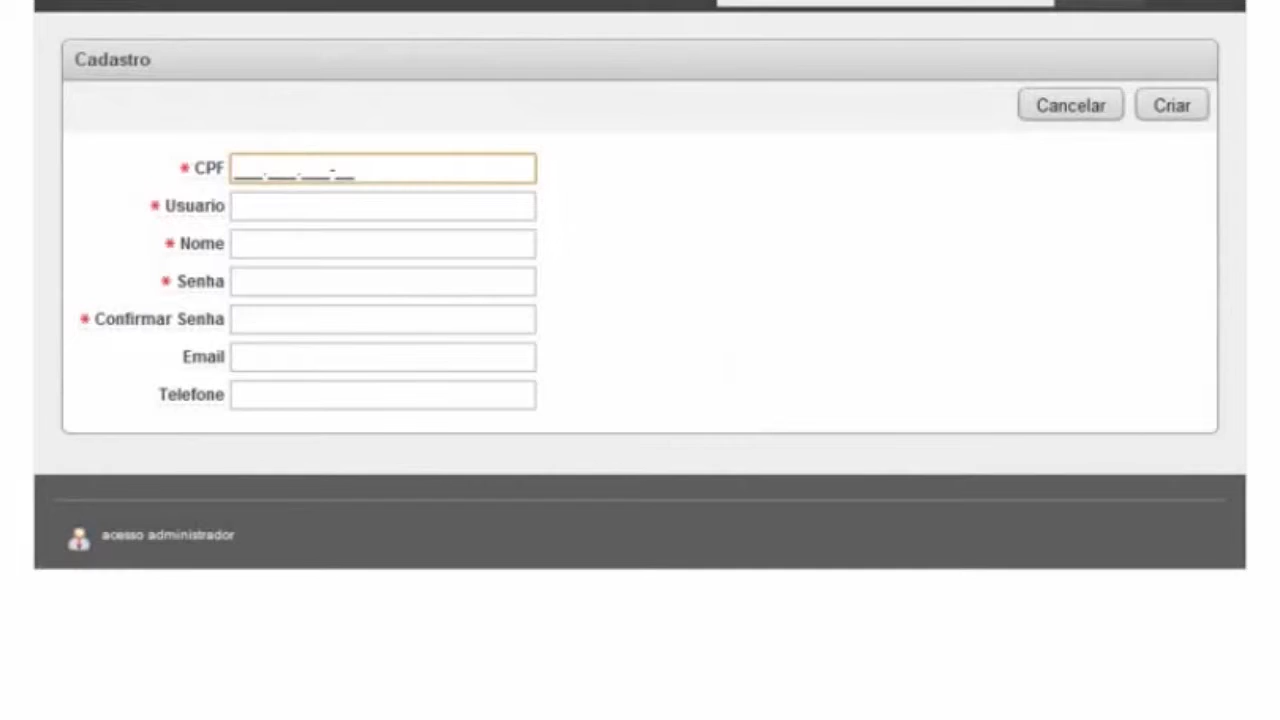 Cadastro
Cancelar Criar
* CPF ___.___.___-__
* Usuario
* Nome
* Senha
* Confirmar Senha
Email
Telefone
acesso administrador